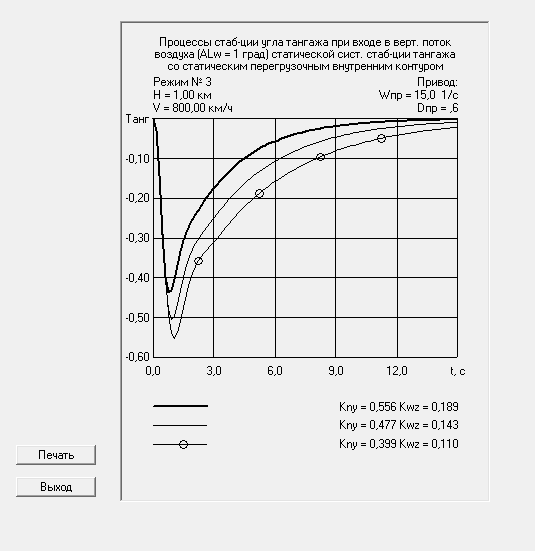 Процессы стаб-ции угла тангажа при входе в верт. поток
воздуха (ALw = 1 град) статической сист. стаб-ции тангажа
со статическим перегрузочным внутренним контуром
Режим № 3 Привод:
H = 1,00 км Wпр = 15,0 1/с
V = 800,00 км/ч Dпр = ,6
Танг
-0,10
-0,20
-0,30
-0,40
-0,50
-0,60
0,0 3,0 6,0 9,0 12,0 t, с
Kny = 0,556 Kwz = 0,189
Kny = 0,477 Kwz = 0,143
Kny = 0,399 Kwz = 0,110
Печать
Выход